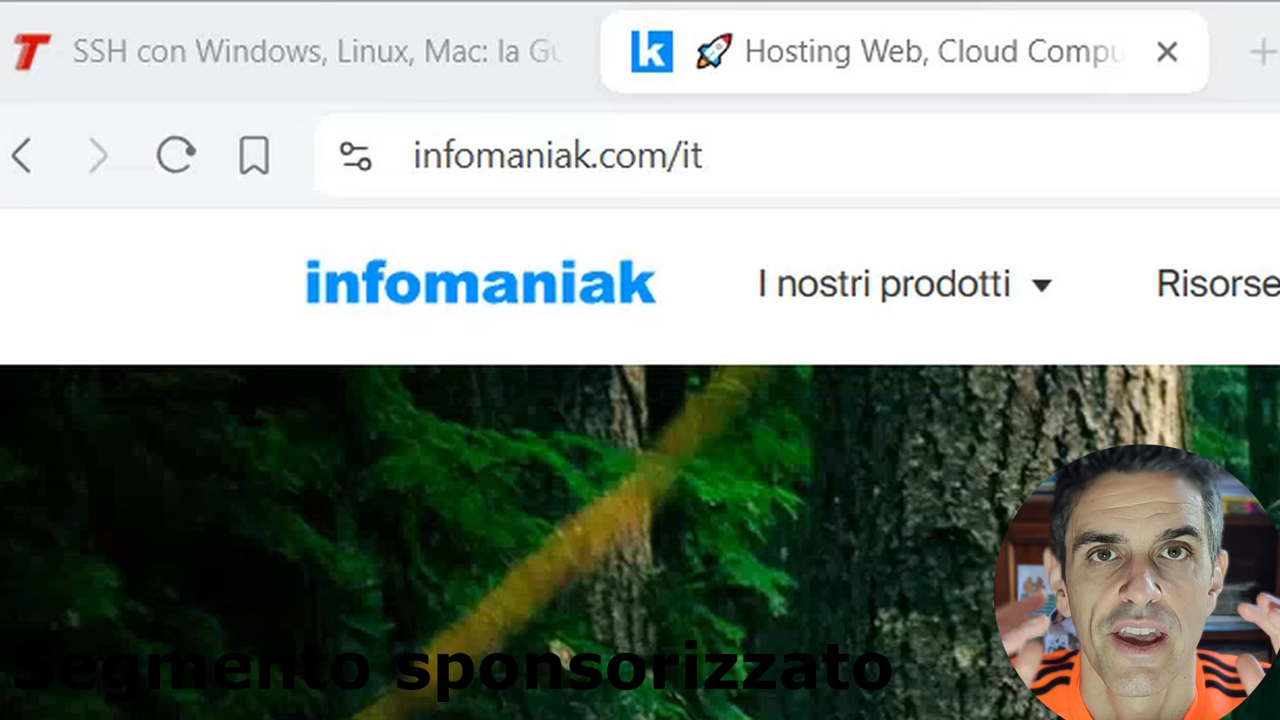 SSH con Windows, Linux, Mac: la Gu
Hosting Web, Cloud Compu
infomaniak.com/it
infomaniak
I nostri prodotti
Risorse
Segmento sponsorizzato